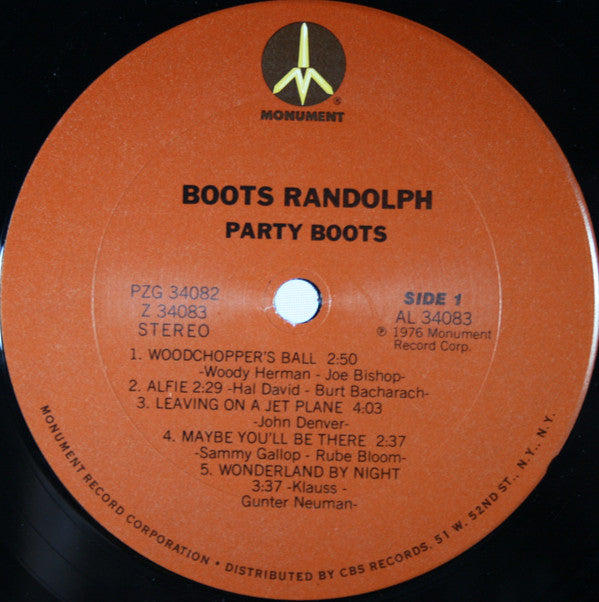 ®
MONUMENT
BOOTS RANDOLPH
PARTY BOOTS
PZG 34082
Z 34083
STEREO
SIDE 1
AL 34083
℗ 1976 Monument
Record Corp.
1. WOODCHOPPER'S BALL 2:50
-Woody Herman - Joe Bishop-
2. ALFIE 2:29 -Hal David - Burt Bacharach-
3. LEAVING ON A JET PLANE 4:03
-John Denver-
4. MAYBE YOU'LL BE THERE 2:37
-Sammy Gallop - Rube Bloom-
5. WONDERLAND BY NIGHT
3:37 -Klauss -
Gunter Neuman-
MONUMENT RECORD CORPORATION • DISTRIBUTED BY CBS RECORDS, 51 W. 52ND ST., N.Y., N.Y.